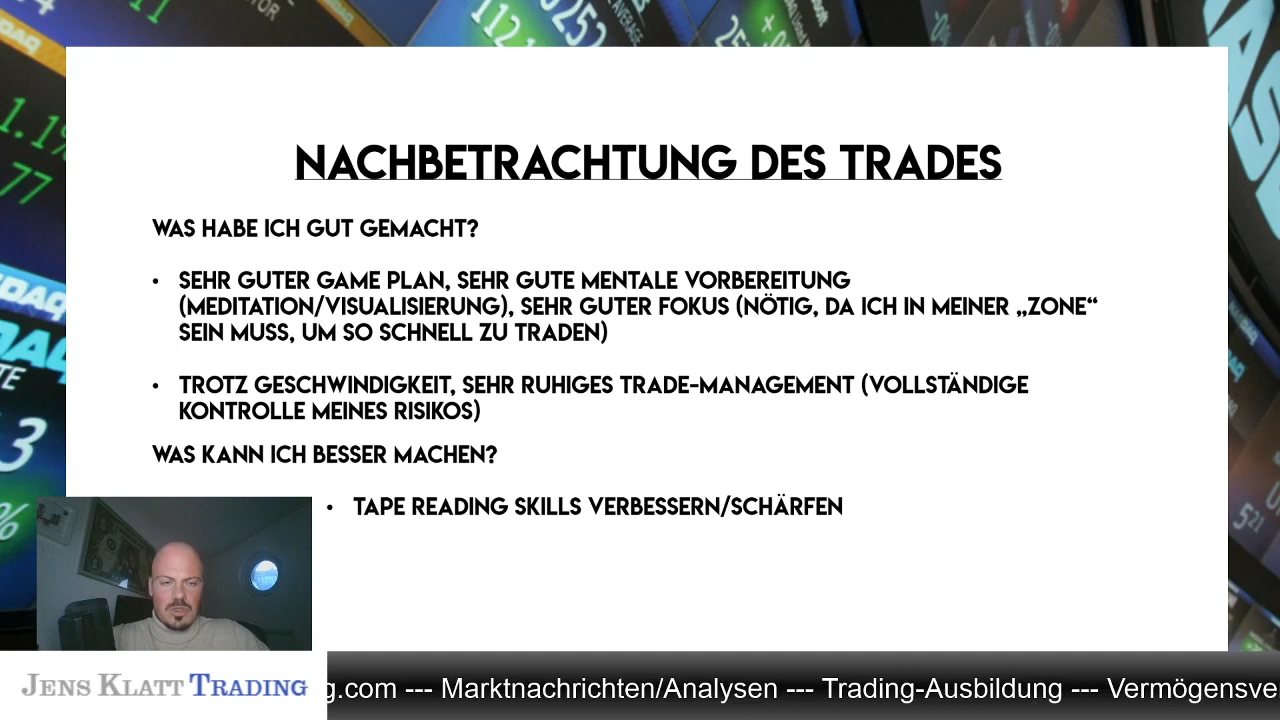 NACHBETRACHTUNG DES TRADES
WAS HABE ICH GUT GEMACHT?
• SEHR GUTER GAME PLAN, SEHR GUTE MENTALE VORBEREITUNG
(MEDITATION/VISUALISIERUNG), SEHR GUTER FOKUS (NÖTIG, DA ICH IN MEINER „ZONE“
SEIN MUSS, UM SO SCHNELL ZU TRADEN)
• TROTZ GESCHWINDIGKEIT, SEHR RUHIGES TRADE-MANAGEMENT (VOLLSTÄNDIGE
KONTROLLE MEINES RISIKOS)
WAS KANN ICH BESSER MACHEN?
• TAPE READING SKILLS VERBESSERN/SCHÄRFEN
JENS KLATT TRADING
g.com --- Marktnachrichten/Analysen --- Trading-Ausbildung --- Vermögensve